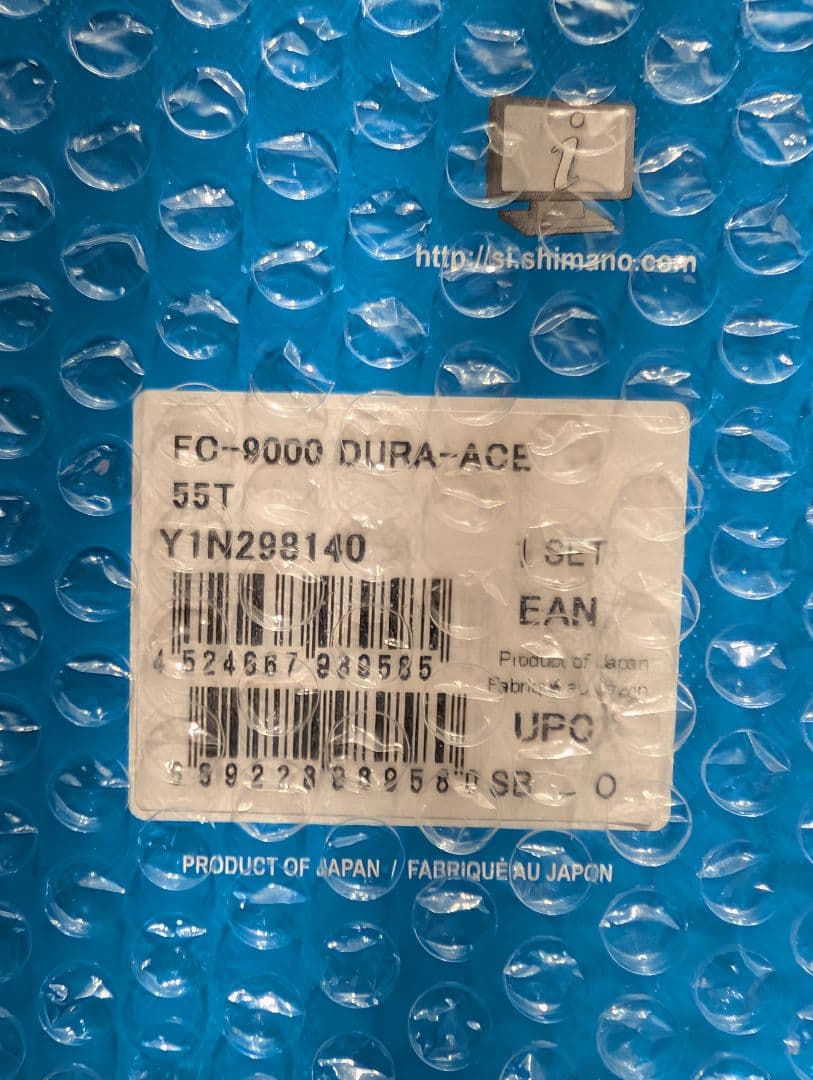 i
http://si.shimano.com
FC-9000 DURA-ACE
55T
Y1N298140
1 SET
EAN
4 524667
Product of Japan
Fabriqué au Japon
UPC
PRODUCT OF JAPAN / FABRIQUÉ AU JAPON